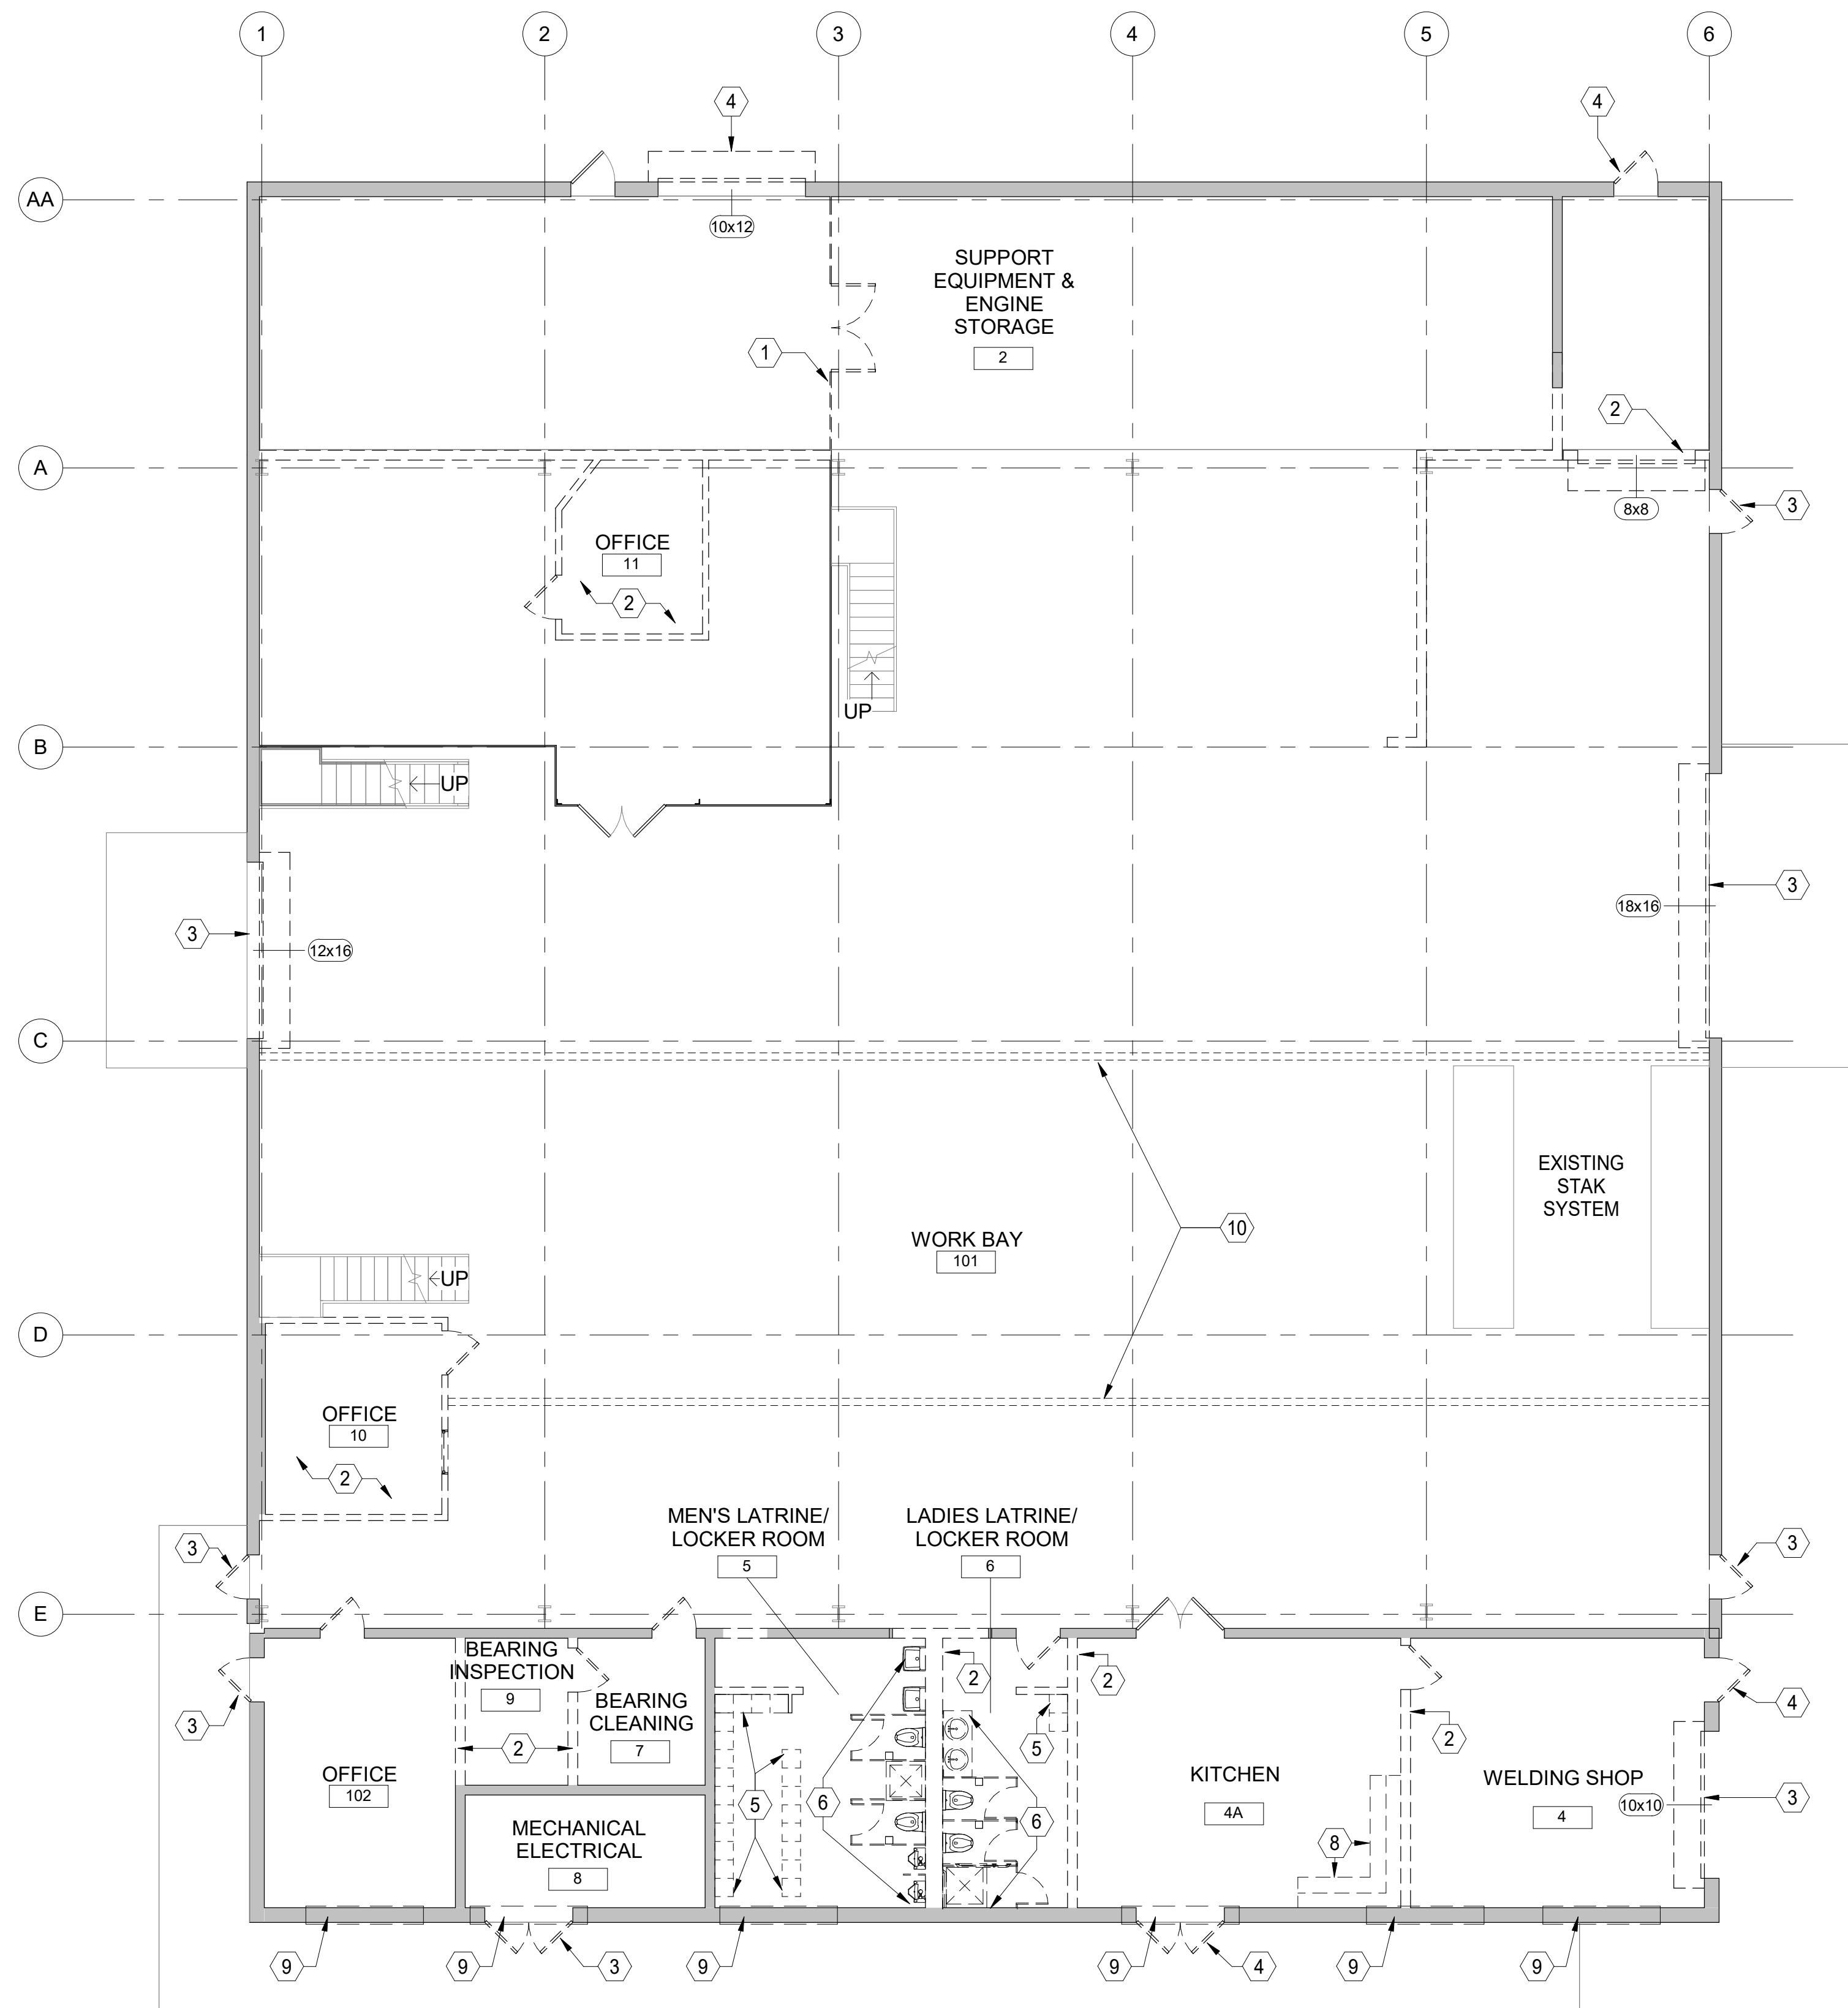 1
2
3
4
5
6
4
4
AA
10x12
SUPPORT
EQUIPMENT &
ENGINE
STORAGE
2
1
2
A
8x8
3
OFFICE
11
2
UP
B
UP
3
18x16
3
12x16
C
EXISTING
STAK
SYSTEM
10
WORK BAY
101
UP
D
OFFICE
10
2
MEN'S LATRINE/
LOCKER ROOM
5
LADIES LATRINE/
LOCKER ROOM
6
3
3
E
BEARING
INSPECTION
9
2
2
BEARING
CLEANING
7
3
4
2
2
5
OFFICE
102
KITCHEN
4A
WELDING SHOP
4
10x10
3
5
6
6
MECHANICAL
ELECTRICAL
8
8
9
9
3
9
9
4
9
9